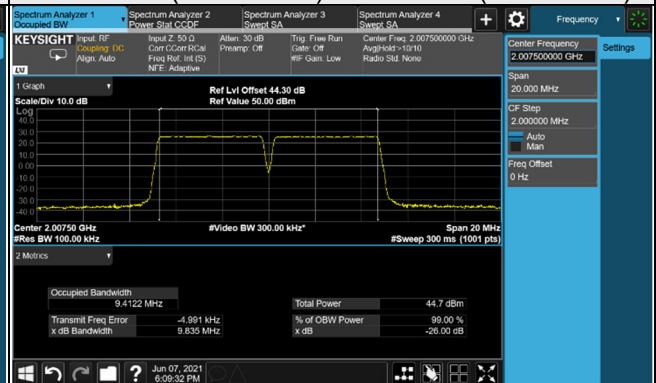 Spectrum Analyzer 1
Occupied BW
Spectrum Analyzer 2
Power Stat CCDF
Spectrum Analyzer 3
Swept SA
Spectrum Analyzer 4
Swept SA
+
Frequency
KEYSIGHT
Input: RF
Coupling: DC
Align: Auto
Input Z: 50 Ω
Corr CCorr RCal
Freq Ref: Int (S)
NFE: Adaptive
Atten: 30 dB
Preamp: Off
Trig: Free Run
Gate: Off
#IF Gain: Low
Center Freq: 2.007500000 GHz
Avg|Hold:>10/10
Radio Std: None
LXI
Center Frequency
2.007500000 GHz
Settings
Span
20.000 MHz
CF Step
2.000000 MHz
Auto
Man
Freq Offset
0 Hz
1 Graph
Scale/Div 10.0 dB
Ref Lvl Offset 44.30 dB
Ref Value 50.00 dBm
Log
40.0
30.0
20.0
10.0
0.00
-10.0
-20.0
-30.0
-40.0
Center 2.00750 GHz
#Res BW 100.00 kHz
#Video BW 300.00 kHz*
Span 20 MHz
#Sweep 300 ms (1001 pts)
2 Metrics
Occupied Bandwidth
9.4122 MHz
Total Power
44.7 dBm
Transmit Freq Error
-4.991 kHz
% of OBW Power
99.00 %
x dB Bandwidth
9.835 MHz
x dB
-26.00 dB
?
Jun 07, 2021
6:09:32 PM